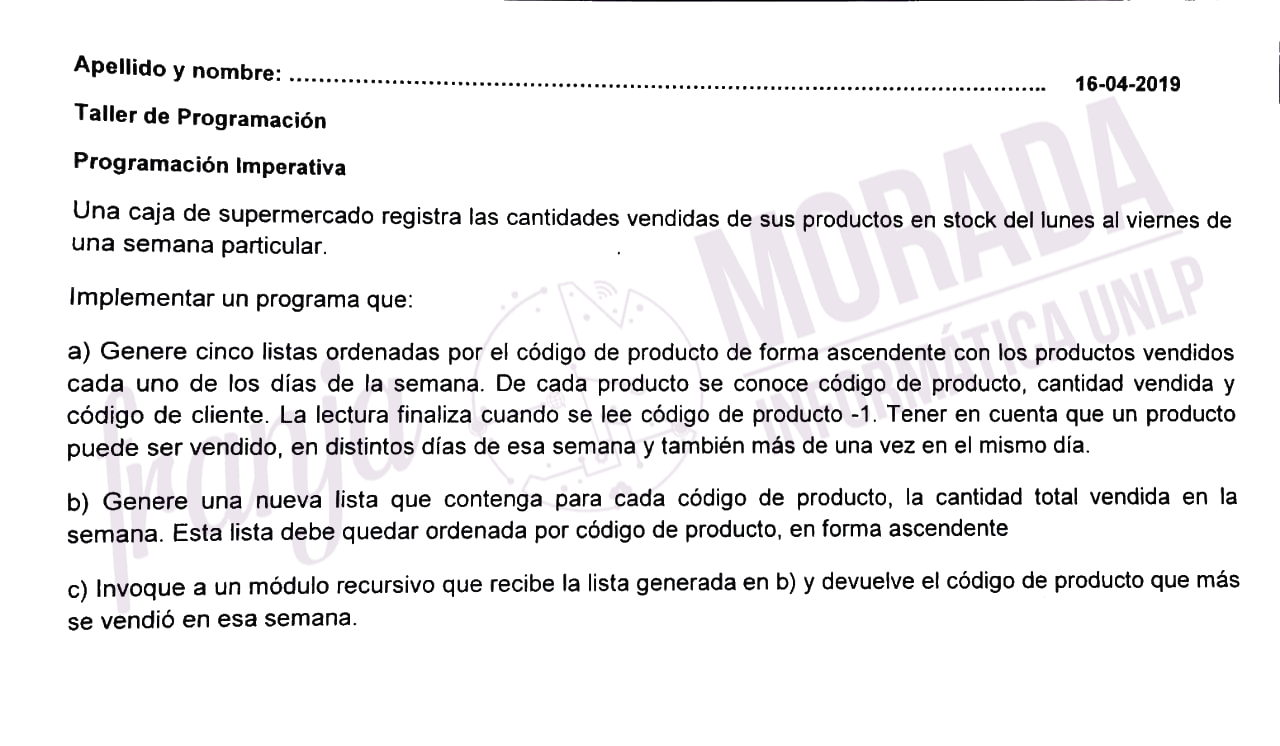 Apellido y nombre: ........................................................................................................ 16-04-2019
Taller de Programación
Programación Imperativa
Una caja de supermercado registra las cantidades vendidas de sus productos en stock del lunes al viernes de
una semana particular.
Implementar un programa que:
a) Genere cinco listas ordenadas por el código de producto de forma ascendente con los productos vendidos
cada uno de los días de la semana. De cada producto se conoce código de producto, cantidad vendida y
código de cliente. La lectura finaliza cuando se lee código de producto -1. Tener en cuenta que un producto
puede ser vendido, en distintos días de esa semana y también más de una vez en el mismo día.
b) Genere una nueva lista que contenga para cada código de producto, la cantidad total vendida en la
semana. Esta lista debe quedar ordenada por código de producto, en forma ascendente
c) Invoque a un módulo recursivo que recibe la lista generada en b) y devuelve el código de producto que más
se vendió en esa semana.
franja
MORADA
INFORMÁTICA UNLP